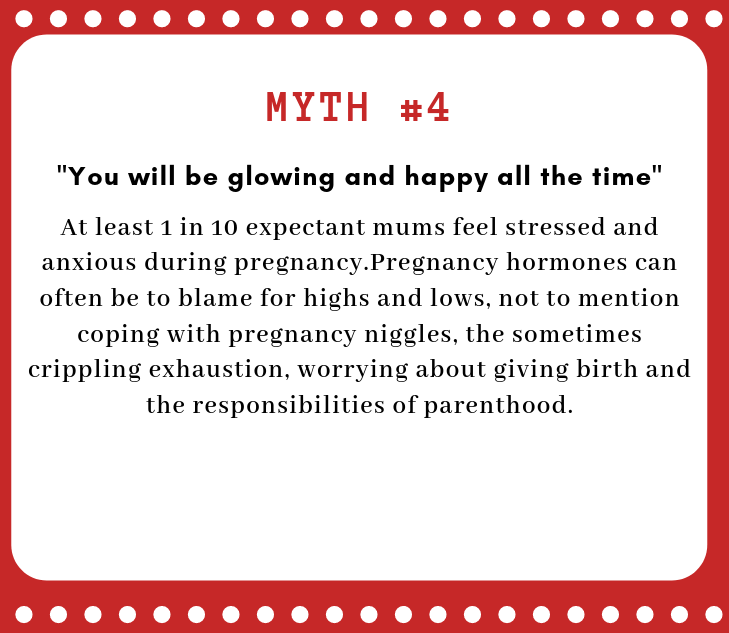 MYTH #4
"You will be glowing and happy all the time"
At least 1 in 10 expectant mums feel stressed and
anxious during pregnancy.Pregnancy hormones can
often be to blame for highs and lows, not to mention
coping with pregnancy niggles, the sometimes
crippling exhaustion, worrying about giving birth and
the responsibilities of parenthood.